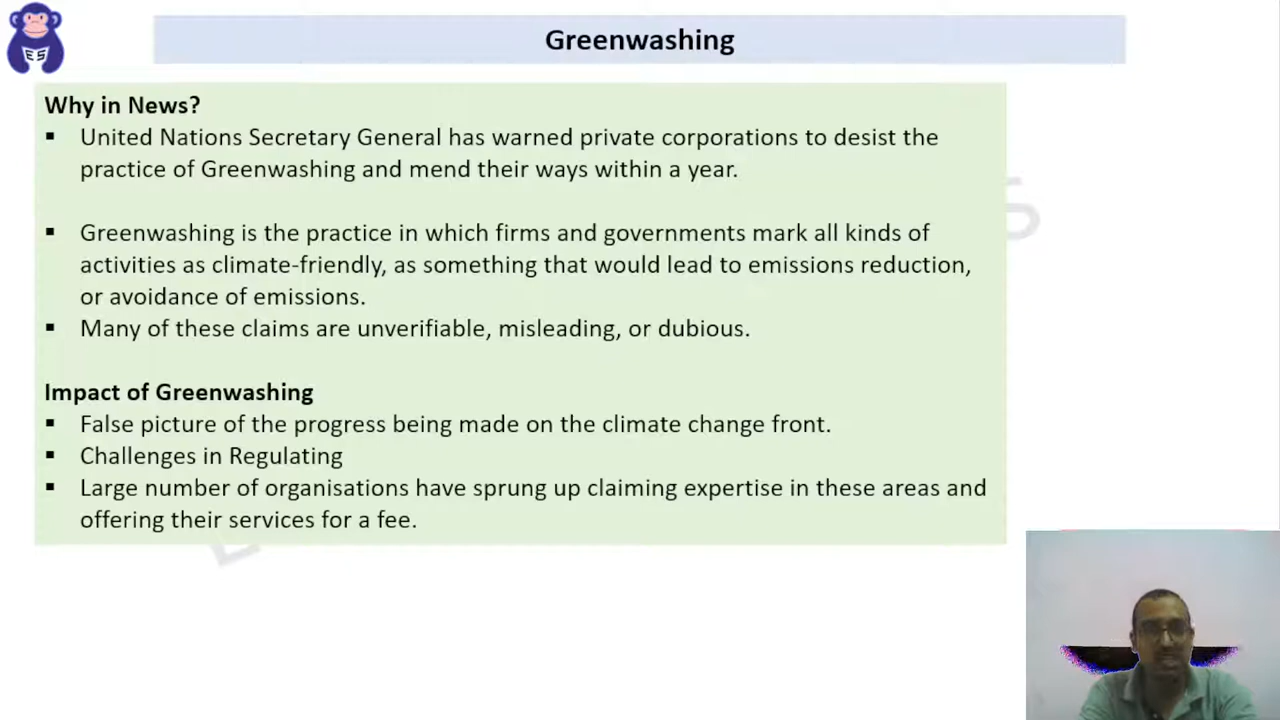 Greenwashing
ES
Why in News?
▪ United Nations Secretary General has warned private corporations to desist the
practice of Greenwashing and mend their ways within a year.
▪ Greenwashing is the practice in which firms and governments mark all kinds of
activities as climate-friendly, as something that would lead to emissions reduction,
or avoidance of emissions.
▪ Many of these claims are unverifiable, misleading, or dubious.
Impact of Greenwashing
▪ False picture of the progress being made on the climate change front.
▪ Challenges in Regulating
▪ Large number of organisations have sprung up claiming expertise in these areas and
offering their services for a fee.